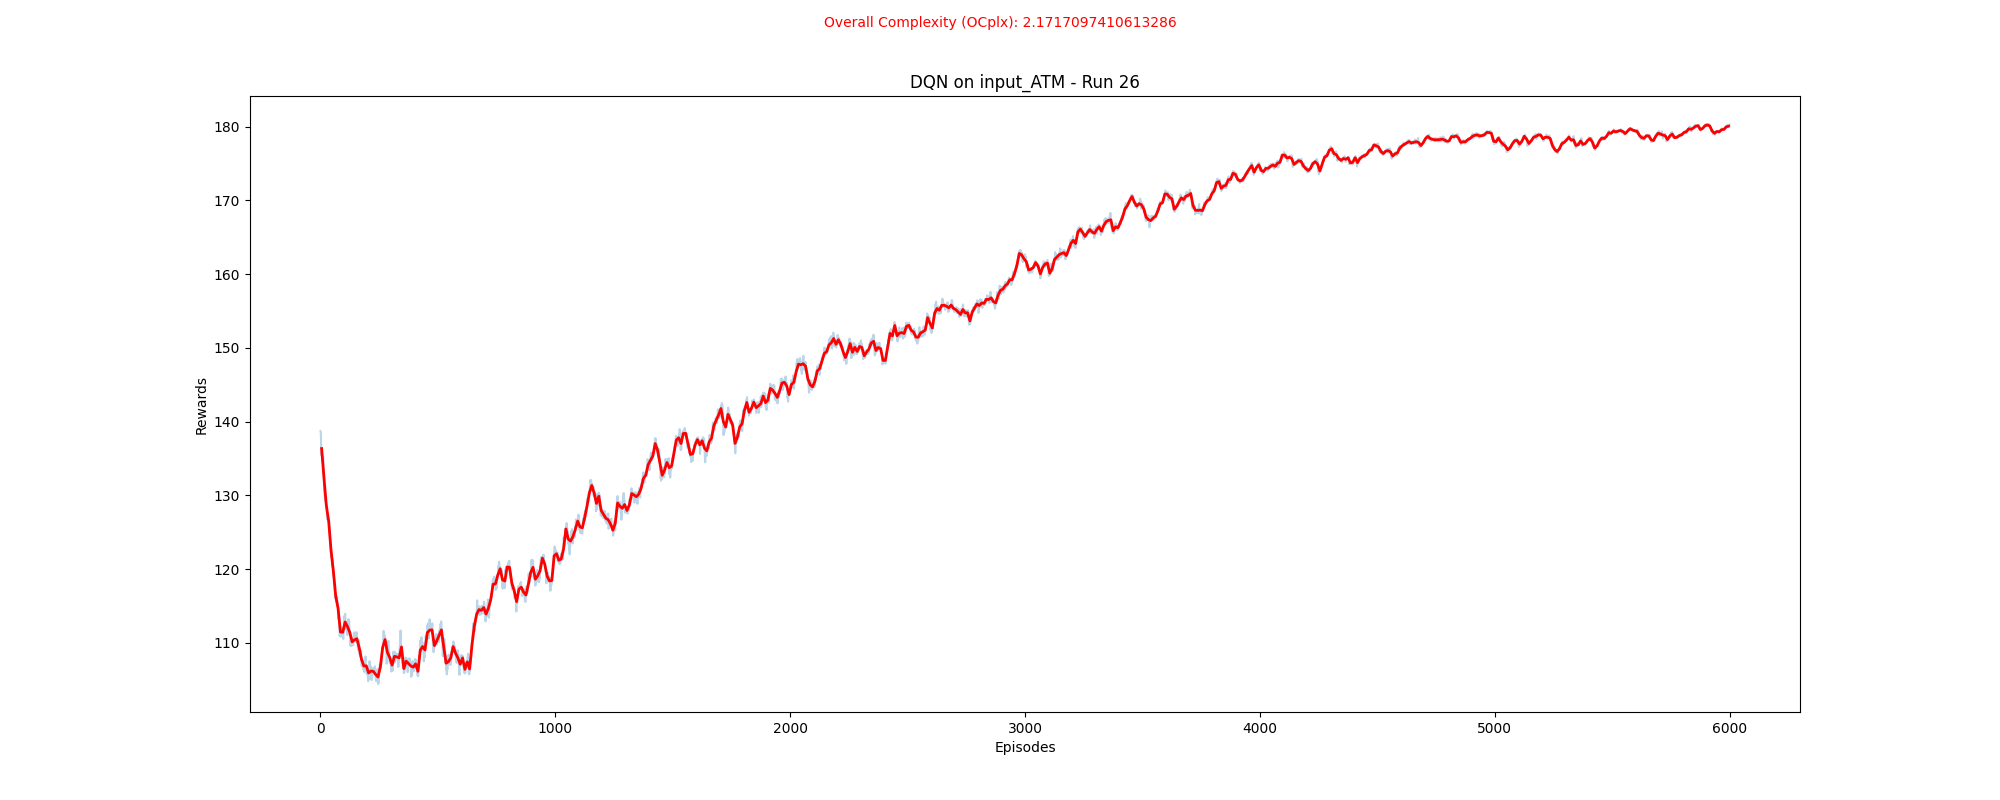 Overall Complexity (OCplx): 2.1717097410613286
DQN on input_ATM - Run 26
180
170
160
150
140
130
120
110
Rewards
0 1000 2000 3000 4000 5000 6000
Episodes